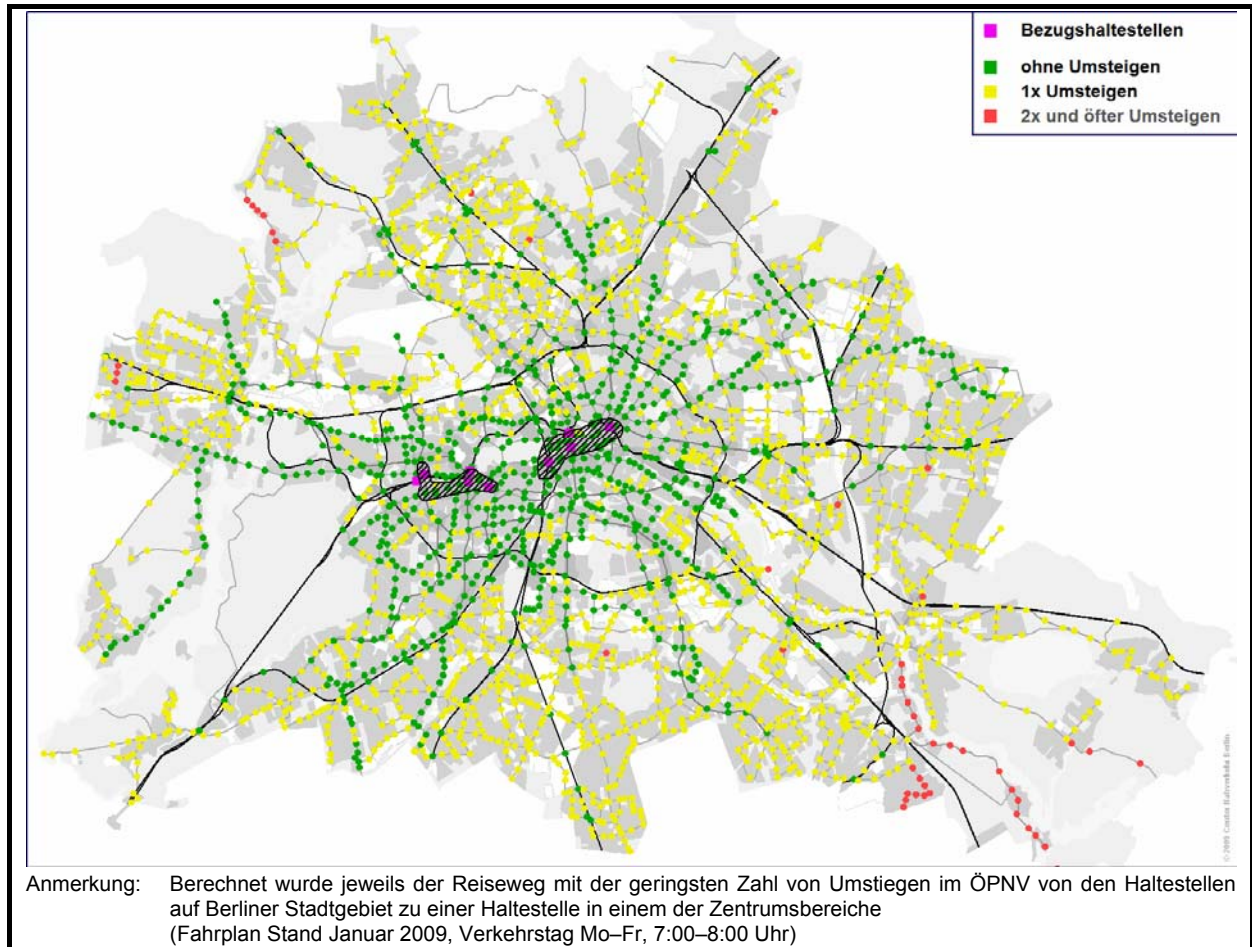 Bezugshaltestellen
ohne Umsteigen
1x Umsteigen
2x und öfter Umsteigen
Anmerkung: Berechnet wurde jeweils der Reiseweg mit der geringsten Zahl von Umstiegen im ÖPNV von den Haltestellen
auf Berliner Stadtgebiet zu einer Haltestelle in einem der Zentrumsbereiche
(Fahrplan Stand Januar 2009, Verkehrstag Mo–Fr, 7:00–8:00 Uhr)